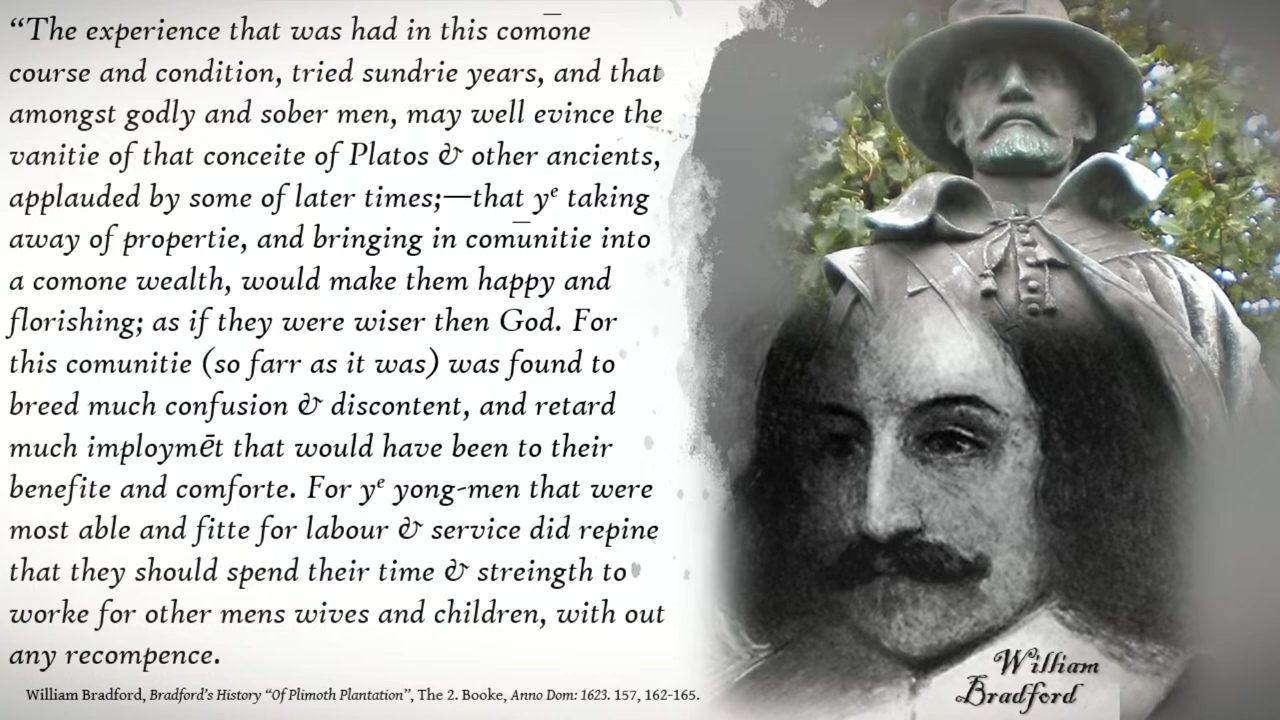 “The experience that was had in this comōne
course and condition, tried sundrie years, and that
amongst godly and sober men, may well evince the
vanitie of that conceite of Platos & other ancients,
applauded by some of later times;—that yᵉ taking
away of propertie, and bringing in comūnitie into
a comone wealth, would make them happy and
florishing; as if they were wiser then God. For
this comunitie (so farr as it was) was found to
breed much confusion & discontent, and retard
much imploymēt that would have been to their
benefite and comforte. For yᵉ yong-men that were
most able and fitte for labour & service did repine
that they should spend their time & streingth to
worke for other mens wives and children, with out
any recompence.
William Bradford, Bradford’s History “Of Plimoth Plantation”, The 2. Booke, Anno Dom: 1623. 157, 162-165.
William
Bradford